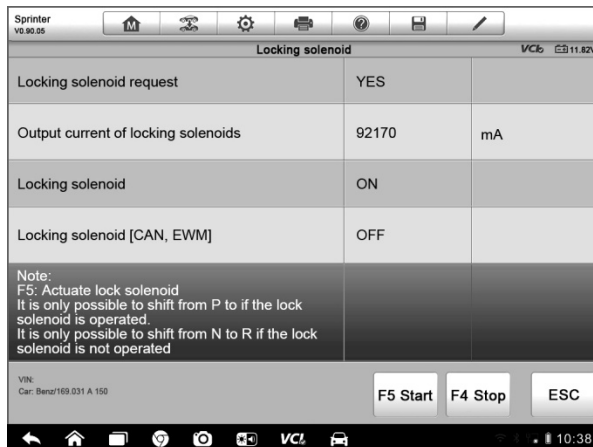 Sprinter
V0.90.05
Locking solenoid
VCI 11.82V
Locking solenoid request YES
Output current of locking solenoids 92170 mA
Locking solenoid ON
Locking solenoid [CAN, EWM] OFF
Note:
F5: Actuate lock solenoid
It is only possible to shift from P to if the lock
solenoid is operated.
It is only possible to shift from N to R if the lock
solenoid is not operated
VIN:
Car: Benz/169.031 A 150
F5 Start F4 Stop ESC
VCI 10:38